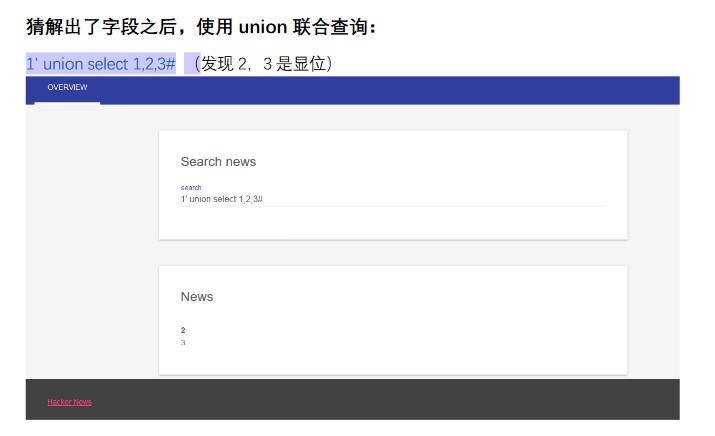 猜解出了字段之后，使用 union 联合查询：
1' union select 1,2,3#  （发现 2，3 是显位）
OVERVIEW
Search news
search
1' union select 1,2,3#
News
2
3
Hacker News